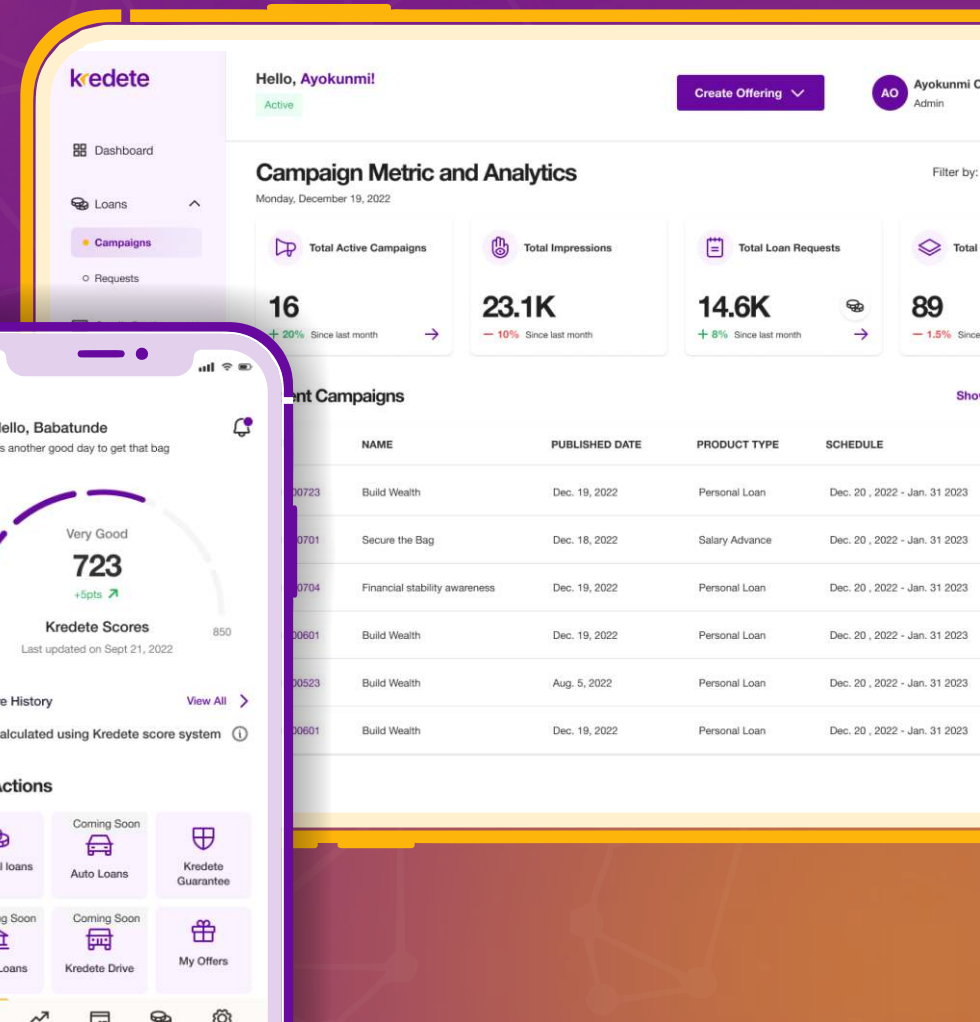 kredete
Hello, Ayokunmi!
Active
Create Offering
AO
Ayokunmi
Admin
Dashboard
Loans
Campaigns
Requests
Campaign Metric and Analytics
Monday, December 19, 2022
Filter by:
Total Active Campaigns
16
+ 20% Since last month
Total Impressions
23.1K
− 10% Since last month
Total Loan Requests
14.6K
+ 8% Since last month
Total
89
− 1.5% Since
Campaigns
NAME PUBLISHED DATE PRODUCT TYPE SCHEDULE
00723 Build Wealth Dec. 19, 2022 Personal Loan Dec. 20 , 2022 - Jan. 31 2023
0701 Secure the Bag Dec. 18, 2022 Salary Advance Dec. 20 , 2022 - Jan. 31 2023
0704 Financial stability awareness Dec. 19, 2022 Personal Loan Dec. 20 , 2022 - Jan. 31 2023
00601 Build Wealth Dec. 19, 2022 Personal Loan Dec. 20 , 2022 - Jan. 31 2023
00523 Build Wealth Aug. 5, 2022 Personal Loan Dec. 20 , 2022 - Jan. 31 2023
00601 Build Wealth Dec. 19, 2022 Personal Loan Dec. 20 , 2022 - Jan. 31 2023
ello, Babatunde
s another good day to get that bag
Very Good
723
+5pts
Kredete Scores
850
Last updated on Sept 21, 2022
e History
View All
alculated using Kredete score system
ctions
l loans
Coming Soon
Auto Loans
Kredete
Guarantee
g Soon
Loans
Coming Soon
Kredete Drive
My Offers